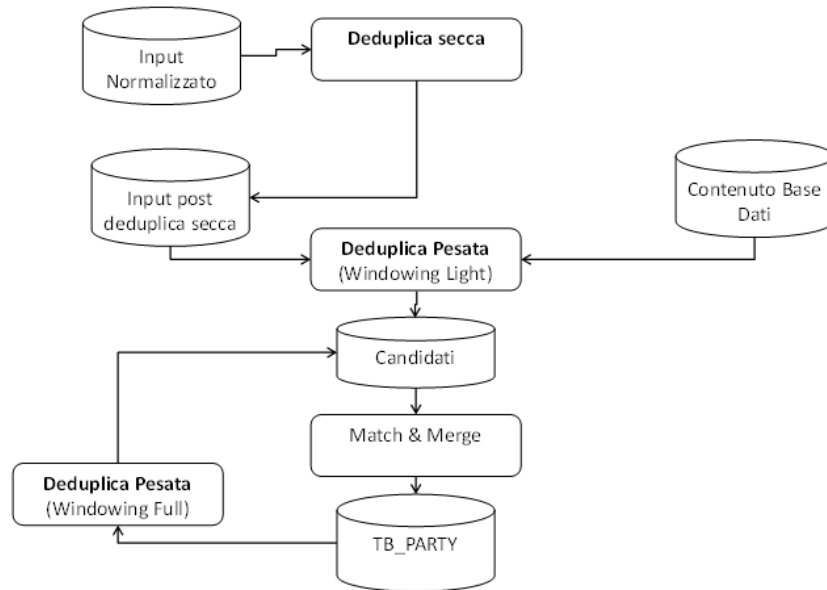 Input
Normalizzato
Deduplica secca
Input post
deduplica secca
Contenuto Base
Dati
Deduplica Pesata
(Windowing Light)
Candidati
Match & Merge
Deduplica Pesata
(Windowing Full)
TB_PARTY